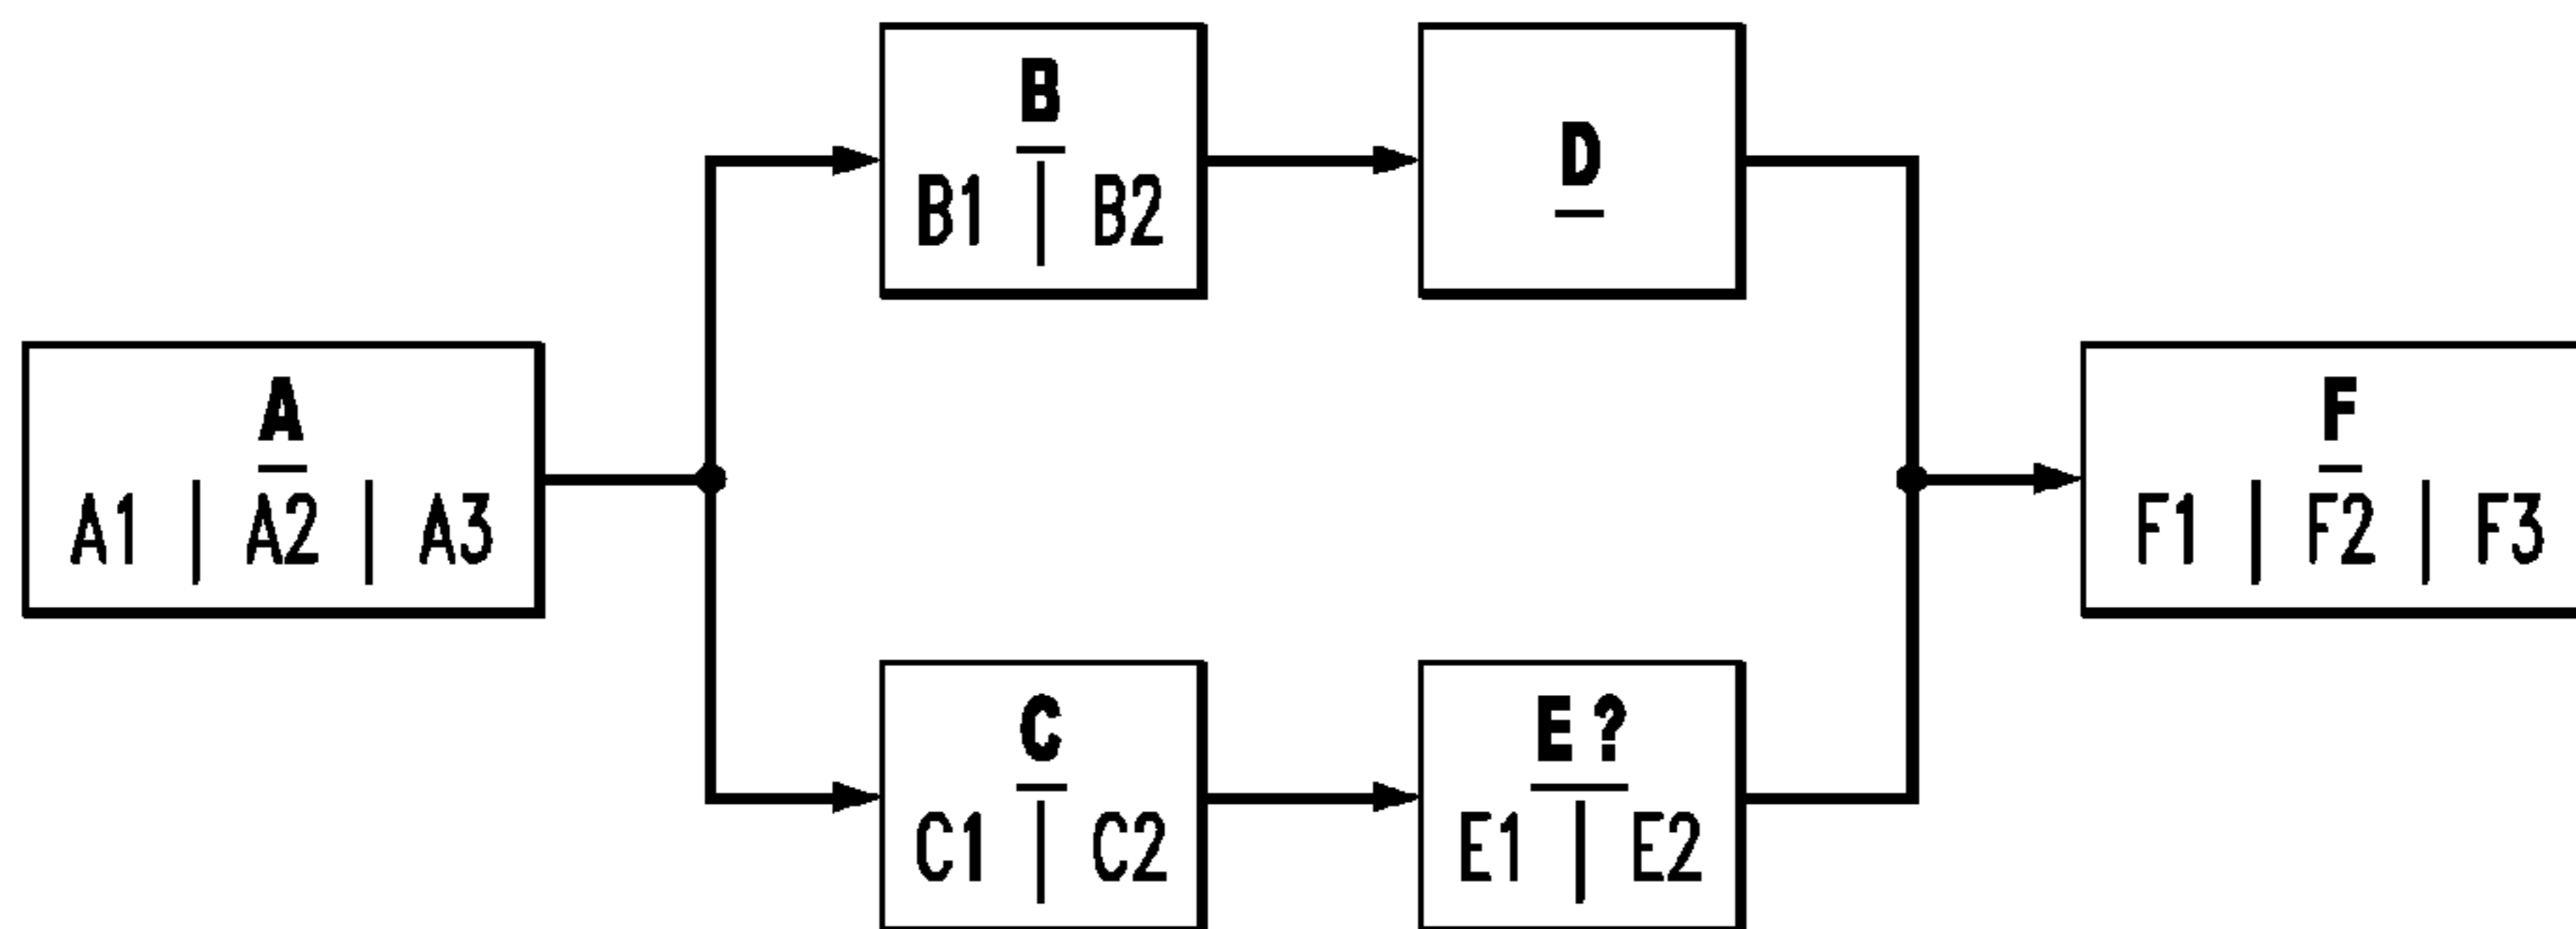 A
A1 | A2 | A3
B
B1 | B2
D
C
C1 | C2
E ?
E1 | E2
F
F1 | F2 | F3